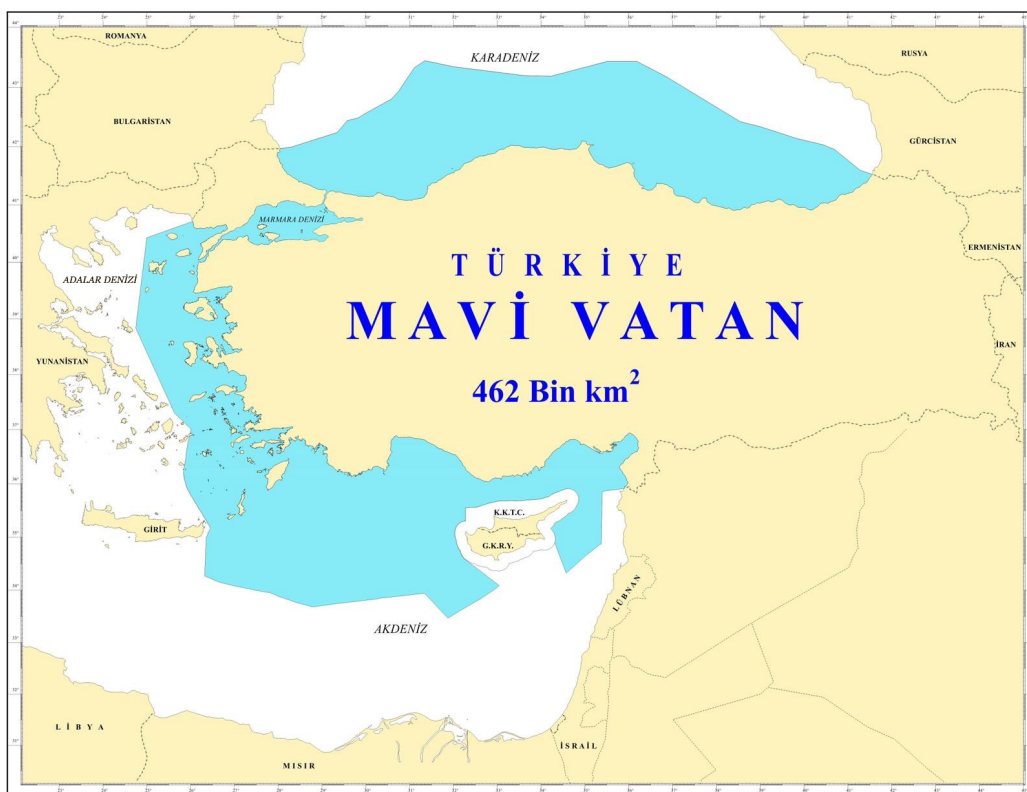 ROMANYA
KARADENİZ
RUSYA
BULGARİSTAN
GÜRCİSTAN
MARMARA DENİZİ
ERMENİSTAN
ADALAR DENİZİ
TÜRKİYE
MAVİ VATAN
462 Bin km²
YUNANİSTAN
İRAN
GİRİT
K.K.T.C.
G.K.R.Y.
LÜBNAN
AKDENİZ
LİBYA
İSRAİL
MISIR